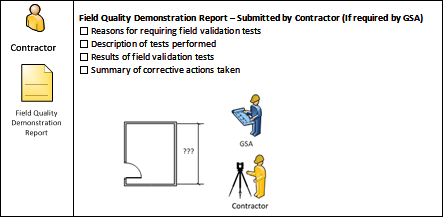 Contractor
Field Quality
Demonstration
Report
Field Quality Demonstration Report – Submitted by Contractor (If required by GSA)
Reasons for requiring field validation tests
Description of tests performed
Results of field validation tests
Summary of corrective actions taken
???
GSA
Contractor